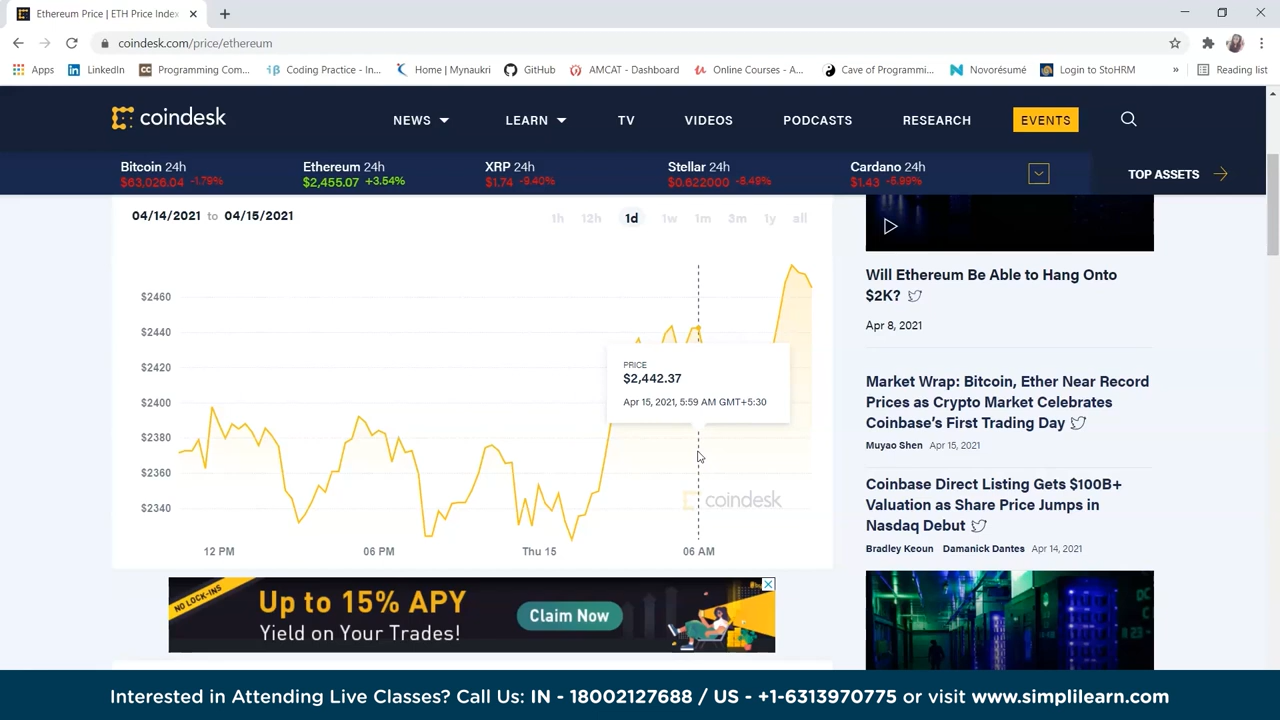 Ethereum Price | ETH Price Index
coindesk.com/price/ethereum
Apps LinkedIn Programming Com... Coding Practice - In... Home | Mynaukri GitHub AMCAT - Dashboard Online Courses - A... Cave of Programmi... Novorésumé Login to StoHRM » Reading list
coindesk NEWS LEARN TV VIDEOS PODCASTS RESEARCH EVENTS
Bitcoin 24h Ethereum 24h XRP 24h Stellar 24h Cardano 24h
$63,026.04 -1.79% $2,455.07 +3.54% $1.74 -9.40% $0.622000 -8.49% $1.43 -5.99%
TOP ASSETS
04/14/2021 to 04/15/2021 1h 12h 1d 1w 1m 3m 1y all
$2460
$2440
$2420
$2400
$2380
$2360
$2340
PRICE
$2,442.37
Apr 15, 2021, 5:59 AM GMT+5:30
coindesk
12 PM 06 PM Thu 15 06 AM
Will Ethereum Be Able to Hang Onto
$2K?
Apr 8, 2021
Market Wrap: Bitcoin, Ether Near Record
Prices as Crypto Market Celebrates
Coinbase's First Trading Day
Muyao Shen Apr 15, 2021
Coinbase Direct Listing Gets $100B+
Valuation as Share Price Jumps in
Nasdaq Debut
Bradley Keoun Damanick Dantes Apr 14, 2021
NO LOCK-INS
Up to 15% APY
Yield on Your Trades!
Claim Now
Interested in Attending Live Classes? Call Us: IN - 18002127688 / US - +1-6313970775 or visit www.simplilearn.com